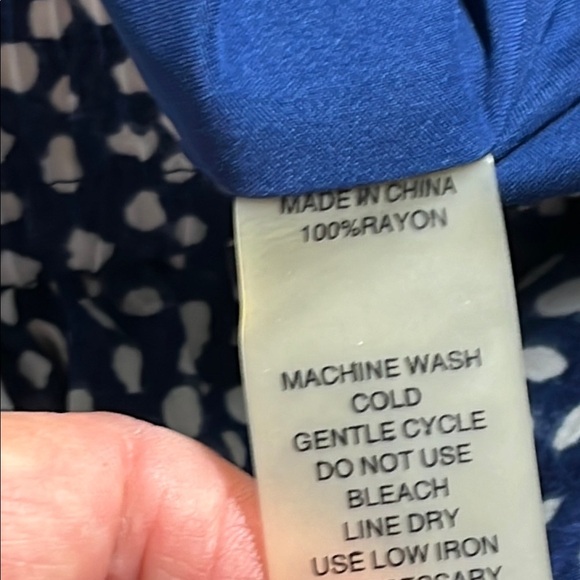 MADE IN CHINA
100%RAYON
MACHINE WASH
COLD
GENTLE CYCLE
DO NOT USE
BLEACH
LINE DRY
USE LOW IRON